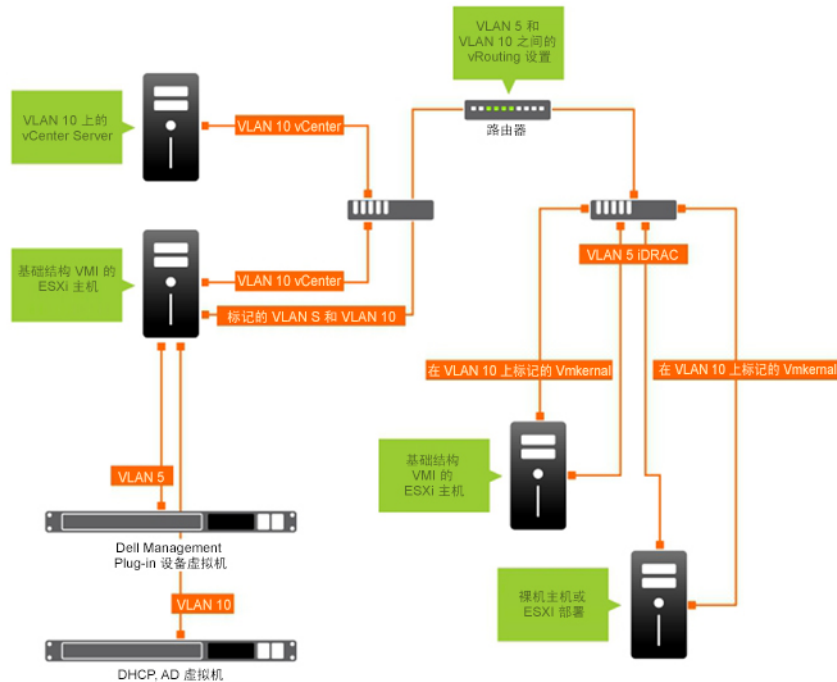 VLAN 5 和
VLAN 10 之间的
vRouting 设置
路由器
VLAN 10 上的
vCenter Server
VLAN 10 vCenter
基础结构 VMI 的
ESXi 主机
VLAN 10 vCenter
标记的 VLAN S 和 VLAN 10
VLAN 5 iDRAC
在 VLAN 10 上标记的 Vmkernal
在 VLAN 10 上标记的 Vmkernal
基础结构
VMI 的
ESXi 主机
VLAN 5
Dell Management
Plug-in 设备虚拟机
裸机主机或
ESXI 部署
VLAN 10
DHCP, AD 虚拟机